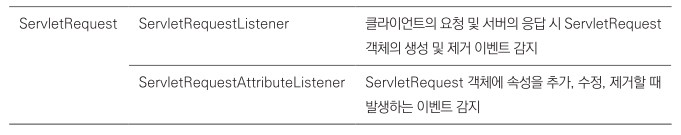 ServletRequest ServletRequestListener 클라이언트의 요청 및 서버의 응답 시 ServletRequest
객체의 생성 및 제거 이벤트 감지
ServletRequestAttributeListener ServletRequest 객체에 속성을 추가, 수정, 제거할 때
발생하는 이벤트 감지